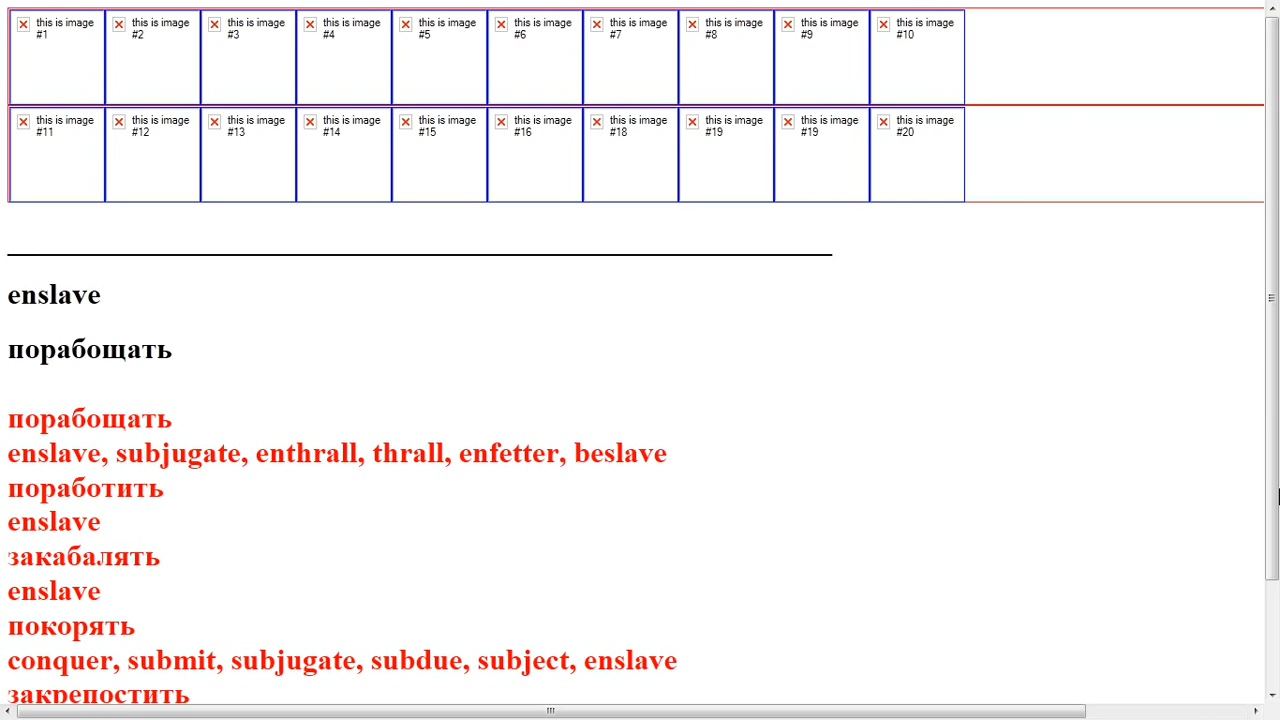 this is image #1 this is image #2 this is image #3 this is image #4 this is image #5 this is image #6 this is image #7 this is image #8 this is image #9 this is image #10
this is image #11 this is image #12 this is image #13 this is image #14 this is image #15 this is image #16 this is image #18 this is image #19 this is image #19 this is image #20
enslave
порабощать
порабощать
enslave, subjugate, enthrall, thrall, enfetter, beslave
поработить
enslave
закабалять
enslave
покорять
conquer, submit, subjugate, subdue, subject, enslave
закрепостить